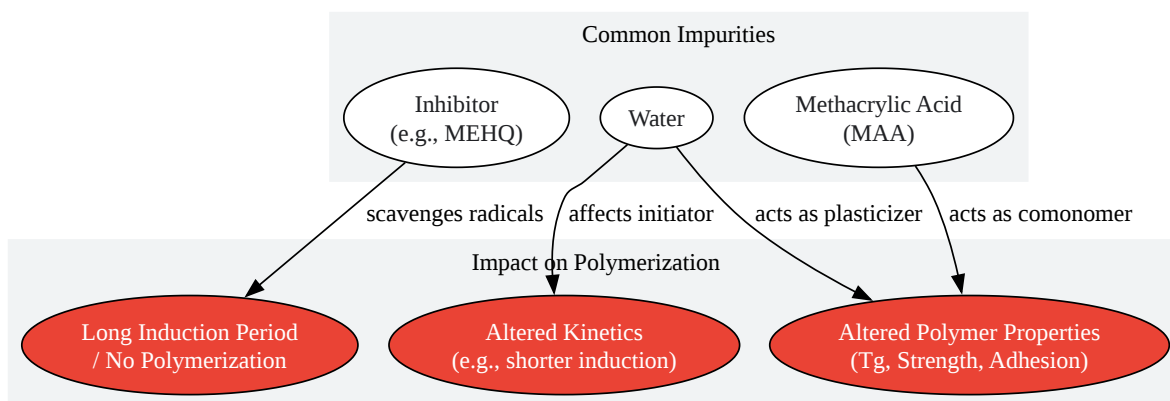 Common Impurities
Inhibitor
(e.g., MEHQ)
Water
Methacrylic Acid
(MAA)
scavenges radicals
affects initiator
acts as plasticizer
acts as comonomer
Impact on Polymerization
Long Induction Period
/ No Polymerization
Altered Kinetics
(e.g., shorter induction)
Altered Polymer Properties
(Tg, Strength, Adhesion)